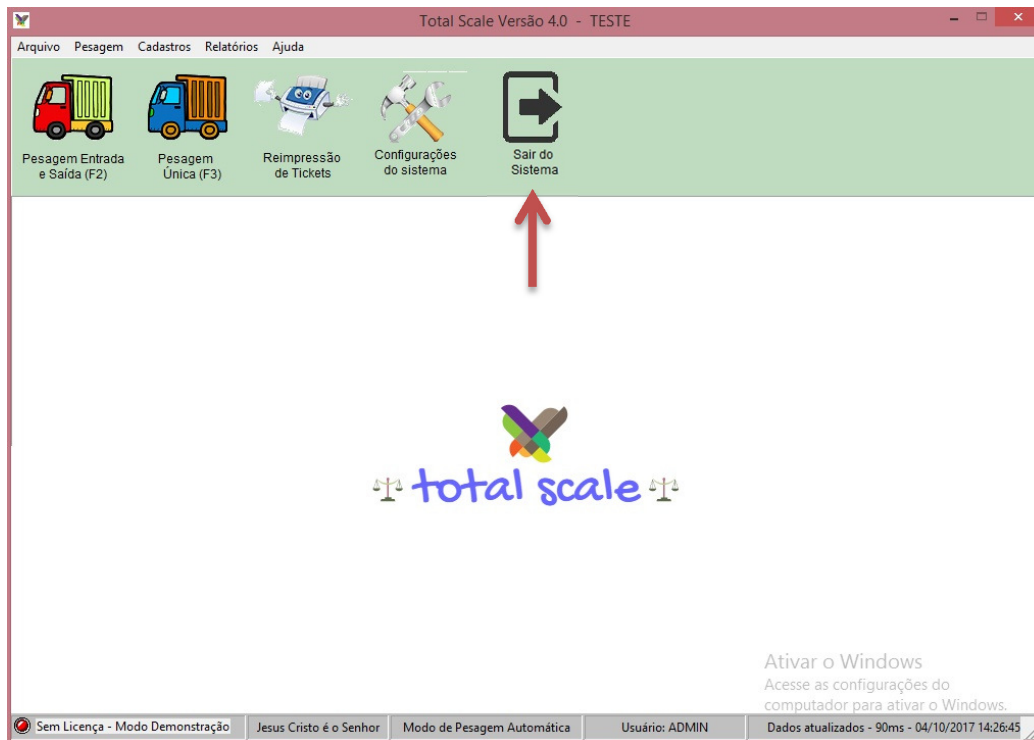 Total Scale Versão 4.0 - TESTE
Arquivo Pesagem Cadastros Relatórios Ajuda
Pesagem Entrada
e Saída (F2)
Pesagem
Única (F3)
Reimpressão
de Tickets
Configurações
do sistema
Sair do
Sistema
total scale
Ativar o Windows
Acesse as configurações do
computador para ativar o Windows.
Sem Licença - Modo Demonstração Jesus Cristo é o Senhor Modo de Pesagem Automática Usuário: ADMIN Dados atualizados - 90ms - 04/10/2017 14:26:45